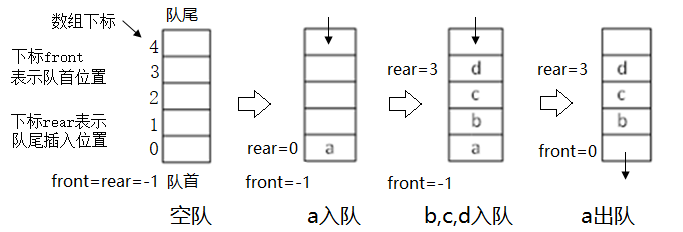 数组下标
队尾
下标front
表示队首位置
下标rear表示
队尾插入位置
4
3
2
1
0
front=rear=-1
队首
空队
rear=0
a
front=-1
a入队
rear=3
d
c
b
a
front=-1
b,c,d入队
rear=3
d
c
b
front=0
a出队